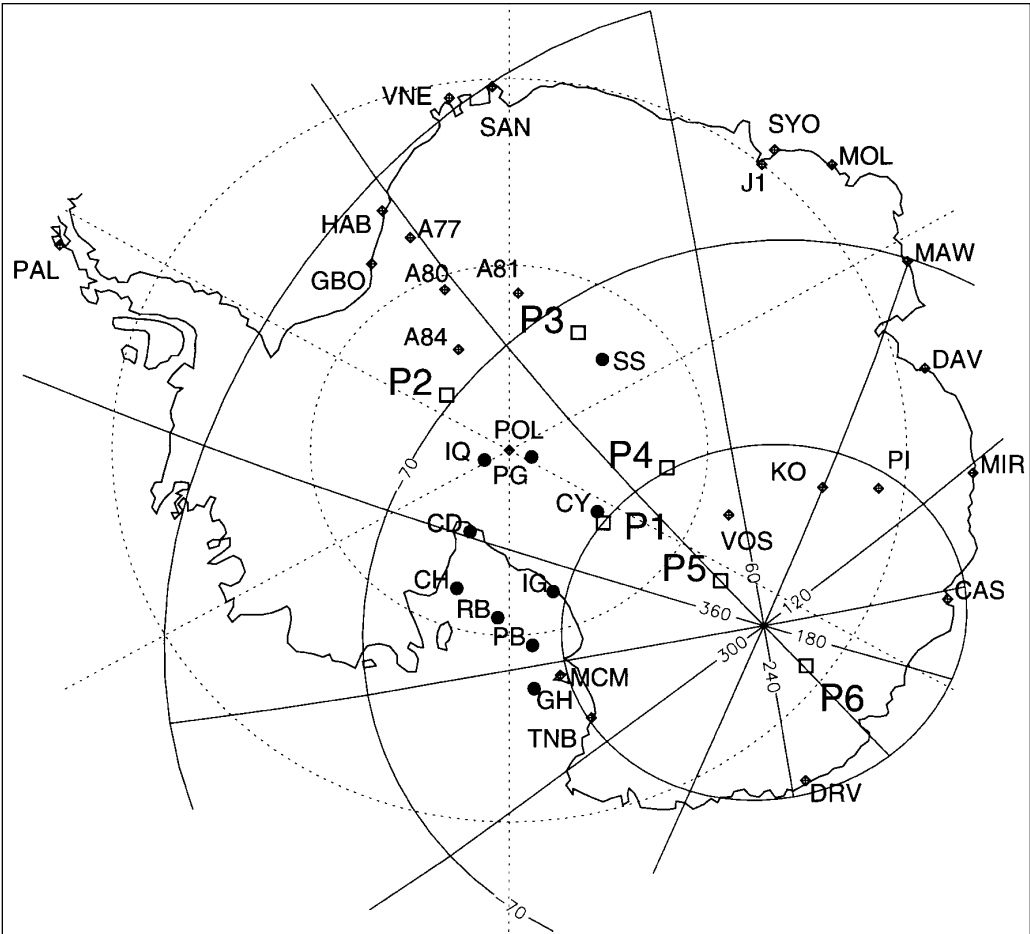 VNE
SAN
SYO
J1
MOL
HAB
A77
PAL
GBO
A80
A81
MAW
P3
A84
SS
DAV
P2
POL
IQ
PG
-70
P4
KO
PI
MIR
CY
P1
VOS
CD
P5
60
CH
IG
360
120
CAS
RB
PB
300
180
240
MCM
GH
P6
TNB
DRV
-70